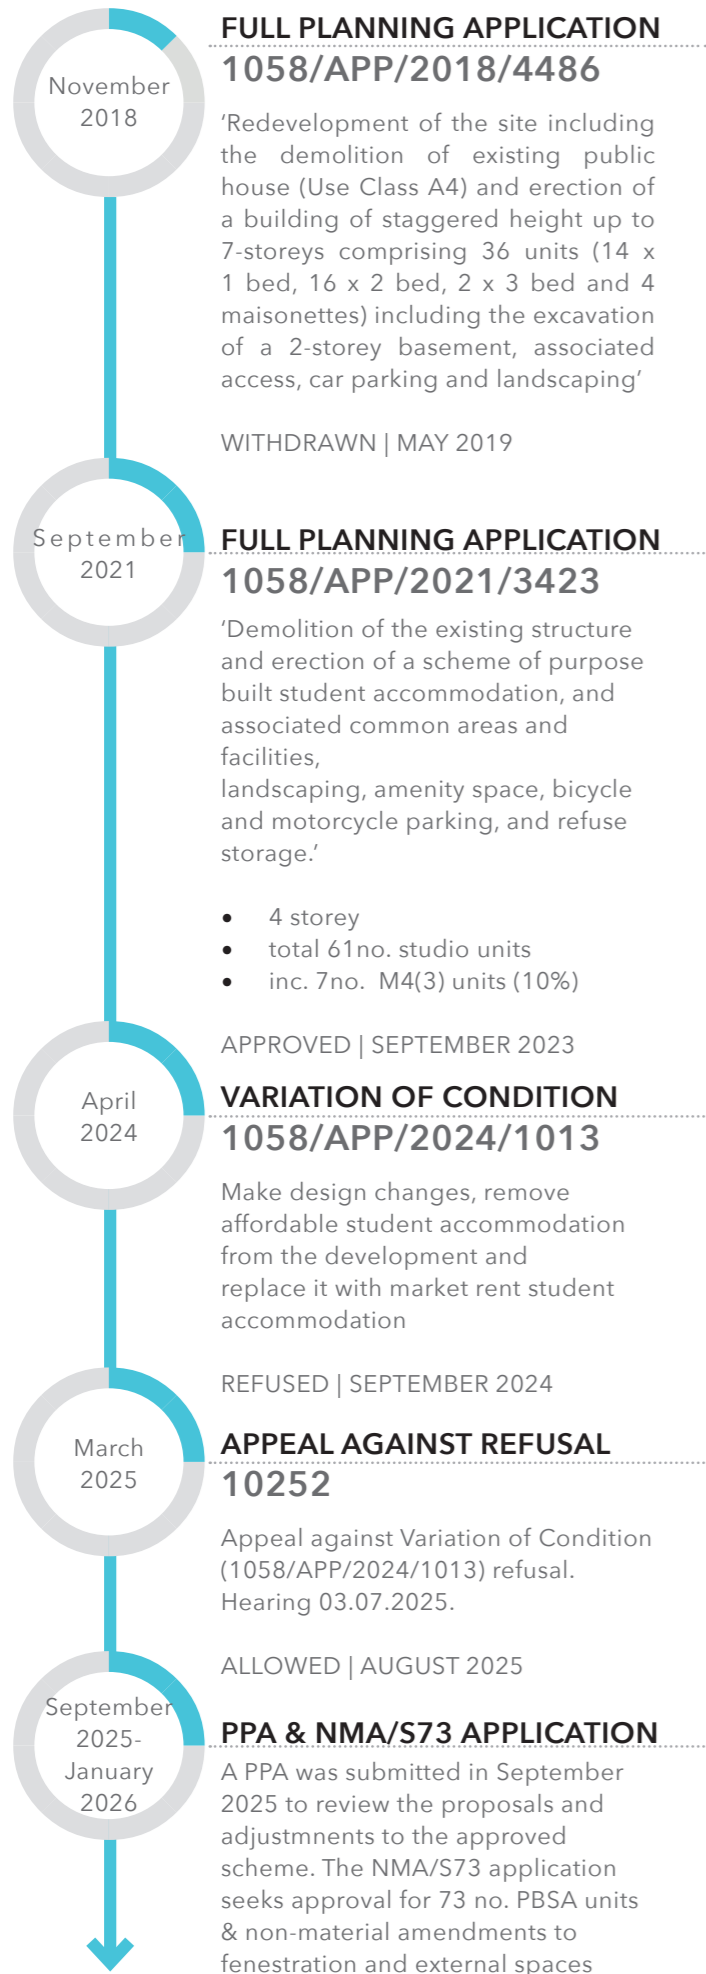 November
2018
FULL PLANNING APPLICATION
1058/APP/2018/4486
‘Redevelopment of the site including
the demolition of existing public
house (Use Class A4) and erection of
a building of staggered height up to
7-storeys comprising 36 units (14 x
1 bed, 16 x 2 bed, 2 x 3 bed and 4
maisonettes) including the excavation
of a 2-storey basement, associated
access, car parking and landscaping’
WITHDRAWN | MAY 2019
September
2021
FULL PLANNING APPLICATION
1058/APP/2021/3423
‘Demolition of the existing structure
and erection of a scheme of purpose
built student accommodation, and
associated common areas and
facilities,
landscaping, amenity space, bicycle
and motorcycle parking, and refuse
storage.’
• 4 storey
• total 61no. studio units
• inc. 7no. M4(3) units (10%)
APPROVED | SEPTEMBER 2023
April
2024
VARIATION OF CONDITION
1058/APP/2024/1013
Make design changes, remove
affordable student accommodation
from the development and
replace it with market rent student
accommodation
REFUSED | SEPTEMBER 2024
March
2025
APPEAL AGAINST REFUSAL
10252
Appeal against Variation of Condition
(1058/APP/2024/1013) refusal.
Hearing 03.07.2025.
ALLOWED | AUGUST 2025
September
2025-
January
2026
PPA & NMA/S73 APPLICATION
A PPA was submitted in September
2025 to review the proposals and
adjustmnents to the approved
scheme. The NMA/S73 application
seeks approval for 73 no. PBSA units
& non-material amendments to
fenestration and external spaces